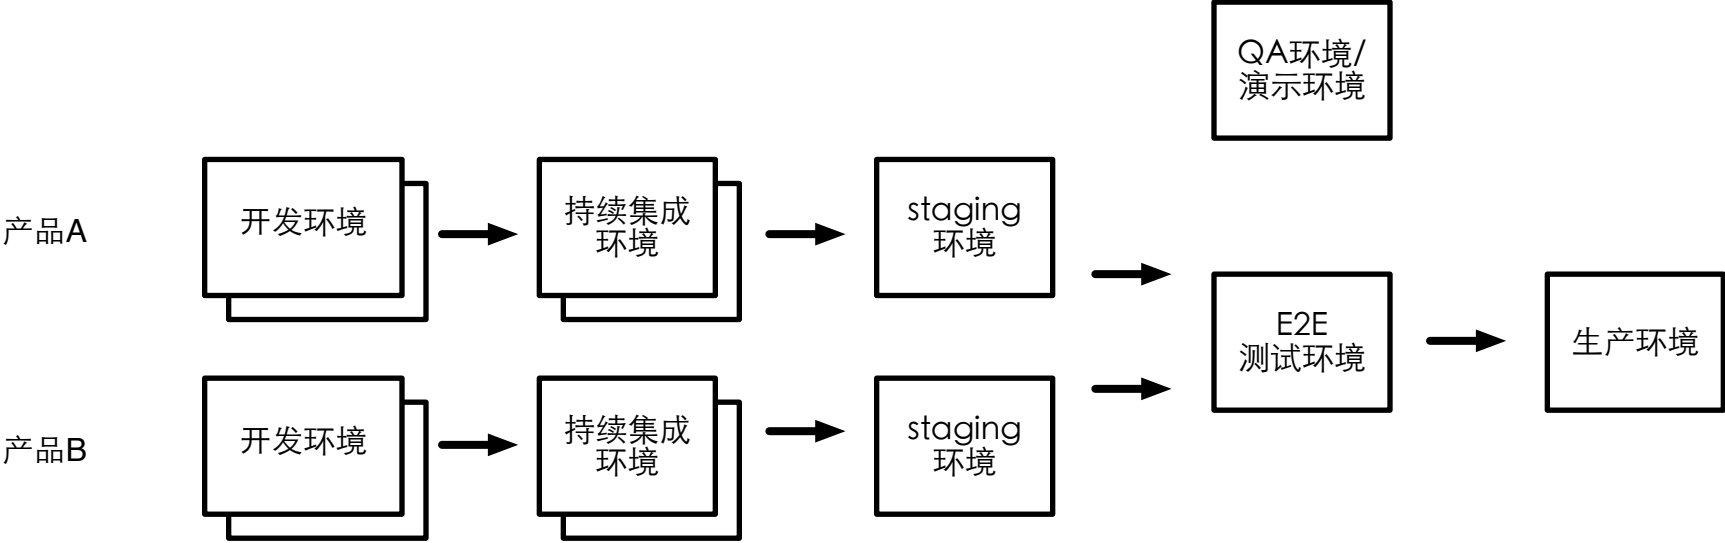 QA环境/
演示环境
产品A
开发环境
持续集成
环境
staging
环境
E2E
测试环境
生产环境
产品B
开发环境
持续集成
环境
staging
环境